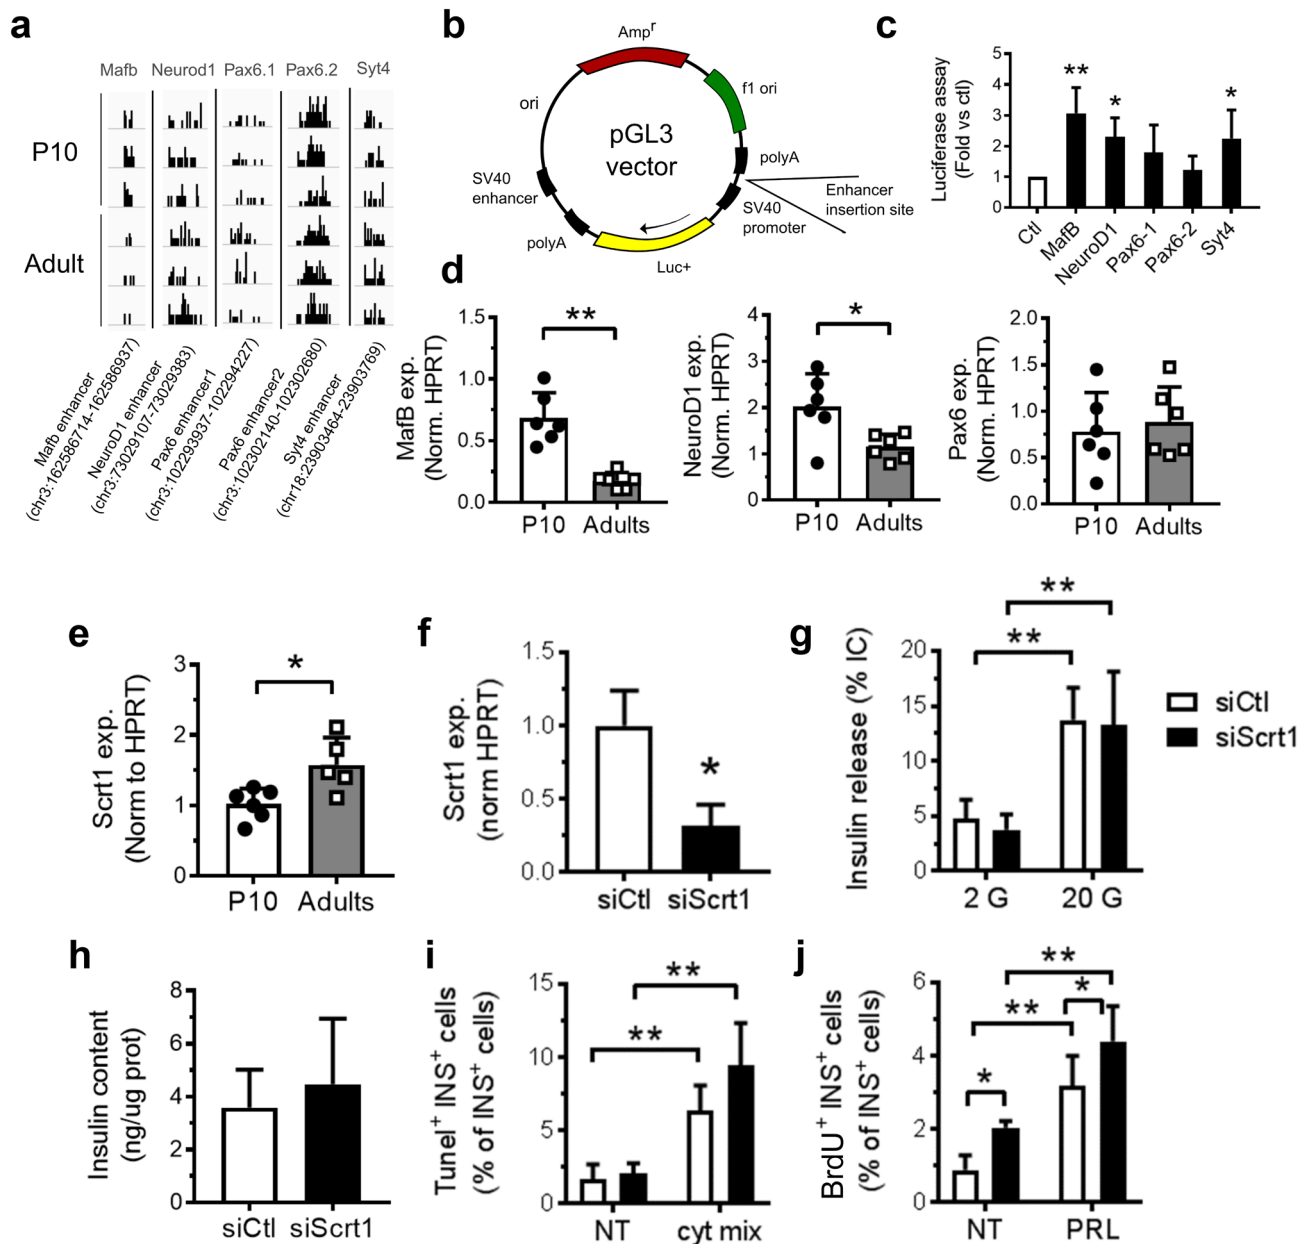 a
Mafb Neurod1 Pax6.1 Pax6.2 Syt4
P10
Adult
Mafb enhancer
(chr3:162586714-162586937)
NeuroD1 enhancer
(chr3:73029107-73029383)
Pax6 enhancer1
(chr3:102293937-102294227)
Pax6 enhancer2
(chr3:102302140-102302680)
Syt4 enhancer
(chr18:23903464-23903769)
b
Ampr
f1 ori
ori
pGL3
vector
polyA
SV40
enhancer
Enhancer
insertion site
SV40
promoter
polyA
Luc+
c
Luciferase assay
(Fold vs ctl)
5
4
3
2
1
0
**
*
*
Ctl
MafB
NeuroD1
Pax6-1
Pax6-2
Syt4
d
MafB exp.
(Norm. HPRT)
1.5
1.0
0.5
0.0
**
P10 Adults
NeuroD1 exp.
(Norm. HPRT)
4
3
2
1
0
*
P10 Adults
Pax6 exp.
(Norm. HPRT)
2.0
1.5
1.0
0.5
0.0
P10 Adults
e
Scrt1 exp.
(Norm to HPRT)
3
2
1
0
*
P10 Adults
f
Scrt1 exp.
(norm HPRT)
1.5
1.0
0.5
0.0
*
siCtl siScrt1
g
Insulin release (% IC)
20
15
10
5
0
**
**
2 G 20 G
siCtl
siScrt1
h
Insulin content
(ng/ug prot)
8
6
4
2
0
siCtl siScrt1
i
Tunel+ INS+ cells
(% of INS+ cells)
15
10
5
0
**
**
NT cyt mix
j
BrdU+ INS+ cells
(% of INS+ cells)
6
4
2
0
**
*
**
*
NT PRL